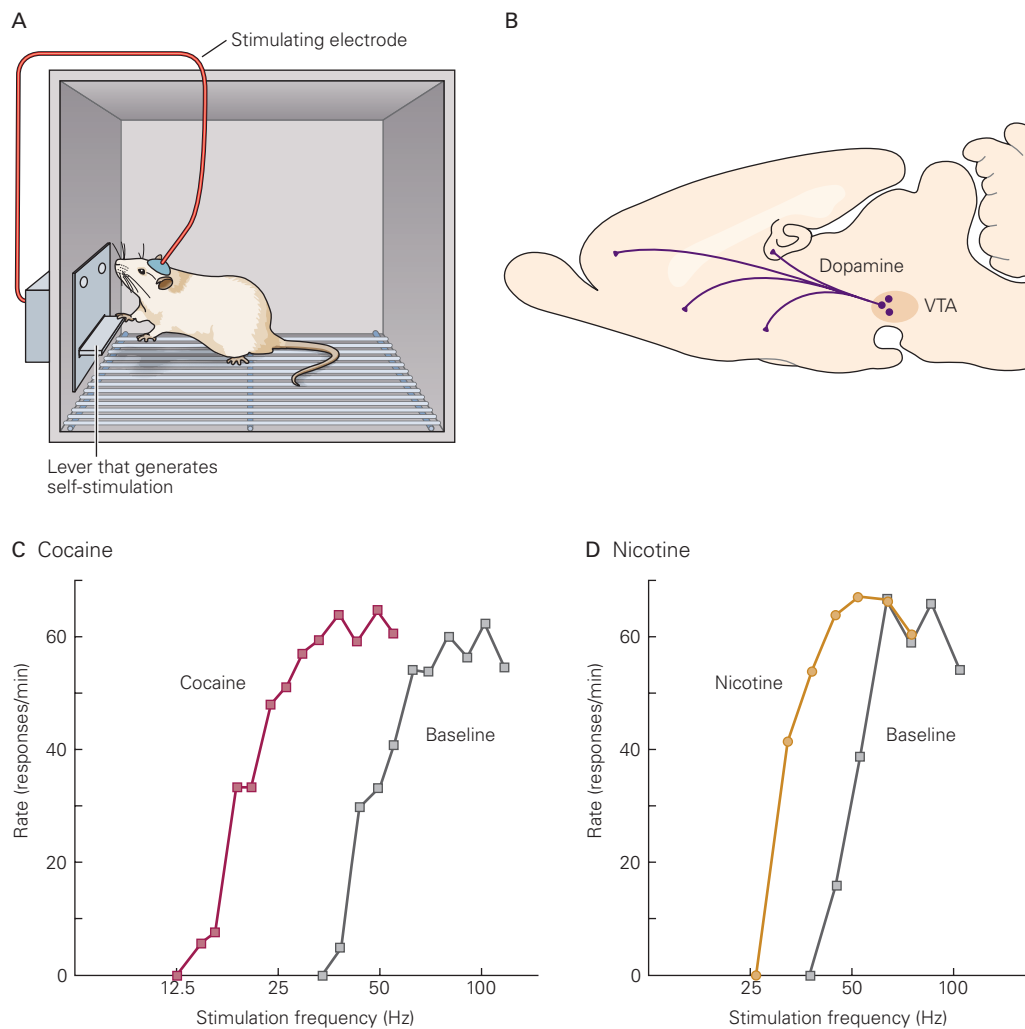 A
Stimulating electrode
Lever that generates
self-stimulation
B
Dopamine
VTA
C Cocaine
Rate (responses/min)
60
40
20
0
Cocaine
Baseline
12.5 25 50 100
Stimulation frequency (Hz)
D Nicotine
Rate (responses/min)
60
40
20
0
Nicotine
Baseline
25 50 100
Stimulation frequency (Hz)